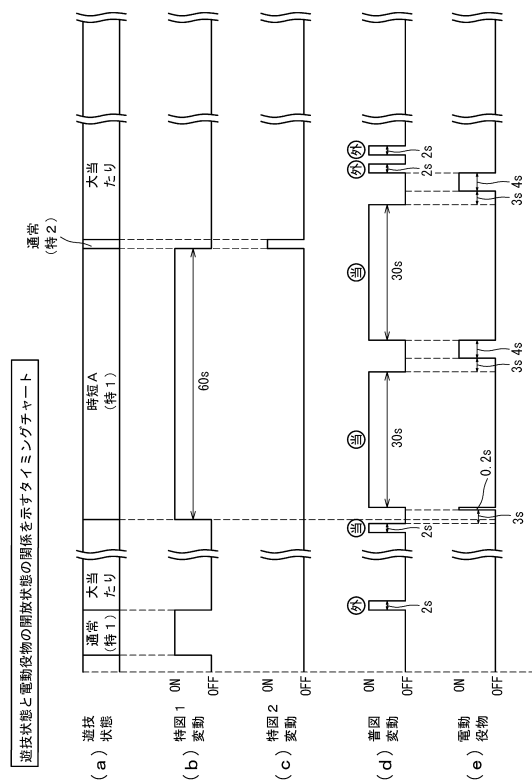 遊技状態と電動役物の開放状態の関係を示すタイミングチャート
(a) 遊技状態
通常(特1)
大当たり
時短A(特1)
通常(特2)
大当たり
(b) 特図1変動
ON
OFF
60s
(c) 特図2変動
ON
OFF
(d) 普図変動
ON
OFF
外
2s
当
2s
当
30s
当
30s
外
2s
外
2s
(e) 電動役物
ON
OFF
3s
0.2s
3s 4s
3s 4s